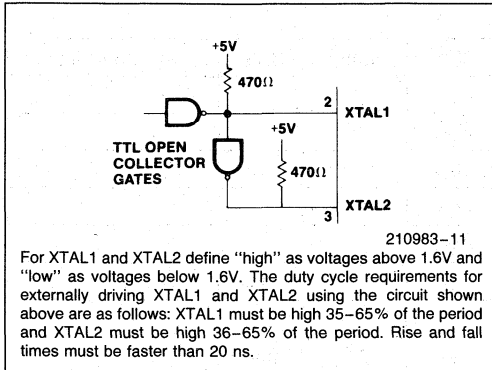 +5V
470Ω
2
XTAL1
+5V
TTL OPEN
COLLECTOR
GATES
470Ω
XTAL2
3
210983–11
For XTAL1 and XTAL2 define "high" as voltages above 1.6V and
"low" as voltages below 1.6V. The duty cycle requirements for
externally driving XTAL1 and XTAL2 using the circuit shown
above are as follows: XTAL1 must be high 35–65% of the period
and XTAL2 must be high 36–65% of the period. Rise and fall
times must be faster than 20 ns.